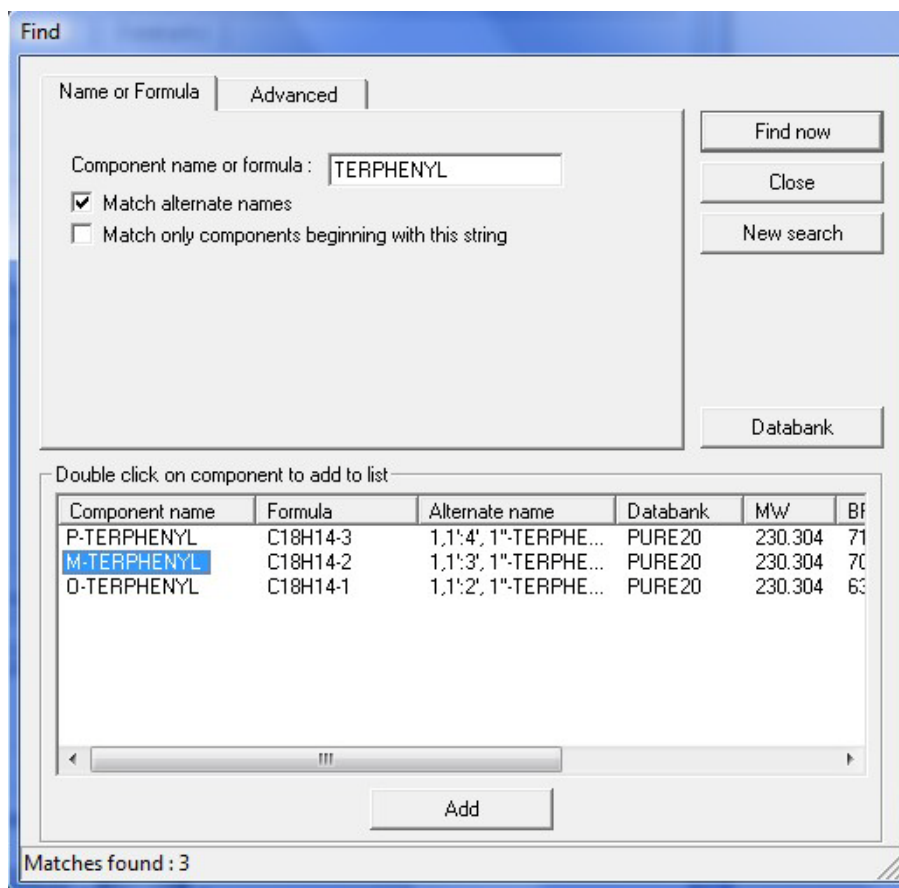 Find
Name or Formula Advanced
Find now
Component name or formula : TERPHENYL
Close
Match alternate names
Match only components beginning with this string
New search
Databank
Double click on component to add to list
Component name Formula Alternate name Databank MW
P-TERPHENYL C18H14-3 1,1':4', 1''-TERPHE... PURE20 230.304 71
M-TERPHENYL C18H14-2 1,1':3', 1''-TERPHE... PURE20 230.304 70
O-TERPHENYL C18H14-1 1,1':2', 1''-TERPHE... PURE20 230.304 63
Add
Matches found : 3